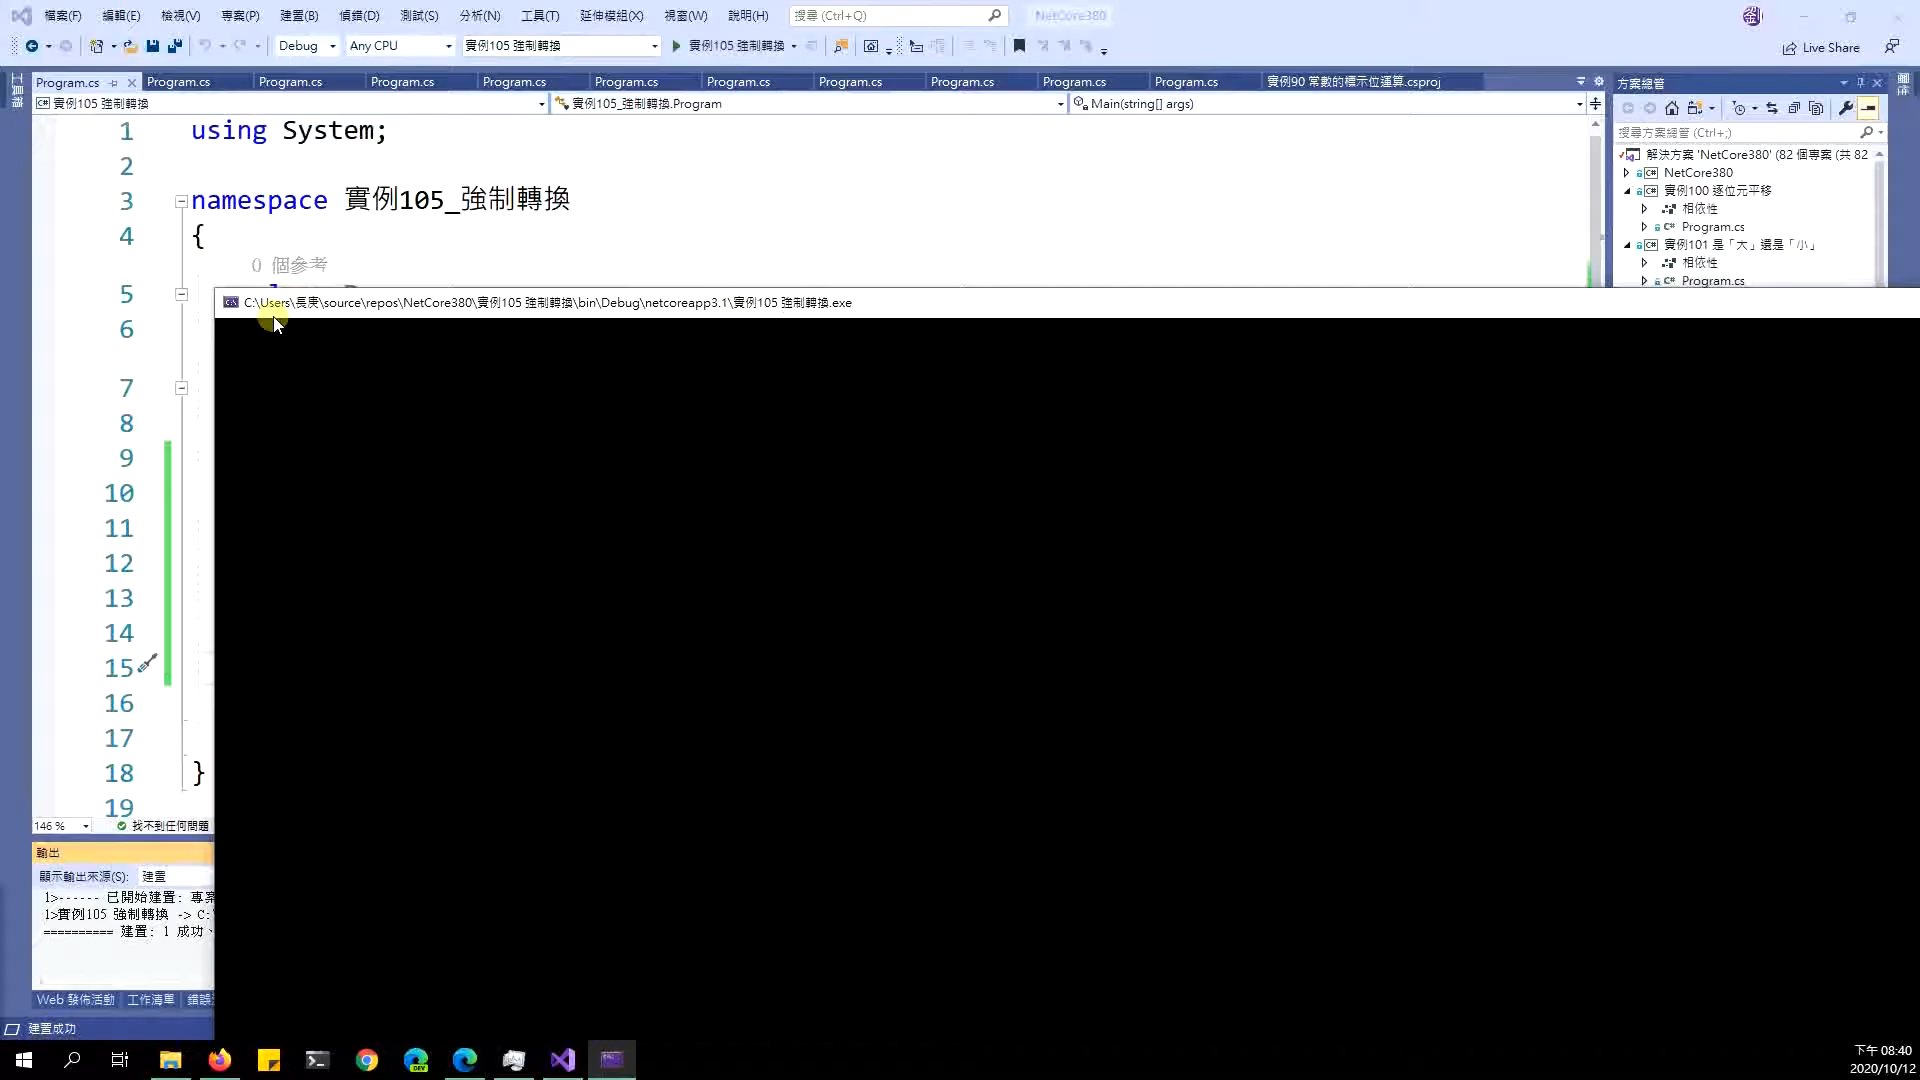 檔案(F) 編輯(E) 檢視(V) 專案(P) 建置(B) 偵錯(D) 測試(S) 分析(N) 工具(T) 延伸模組(X) 視窗(W) 說明(H) 搜尋 (Ctrl+Q) NetCore380
Debug Any CPU 實例105 強制轉換 實例105 強制轉換 Live Share
Program.cs Program.cs Program.cs Program.cs Program.cs Program.cs Program.cs Program.cs Program.cs Program.cs Program.cs 實例90 常數的標示位運算.csproj
實例105 強制轉換 實例105_強制轉換.Program Main(string[] args)
1 using System;
2
3 namespace 實例105_強制轉換
4 {
0 個參考
5
6
7
8
9
10
11
12
13
14
15
16
17
18 }
19
C:\Users\長庚\source\repos\NetCore380\實例105 強制轉換\bin\Debug\netcoreapp3.1\實例105 強制轉換.exe
146 % 找不到任何問題
輸出
顯示輸出來源(S): 建置
1>------ 已開始建置: 專案
1>實例105 強制轉換 -> C:\
========== 建置: 1 成功、
Web 發佈活動 工作清單 錯誤
建置成功
方案總管
搜尋方案總管 (Ctrl+;)
解決方案 'NetCore380' (82 個專案 (共 82
NetCore380
實例100 逐位元平移
相依性
Program.cs
實例101 是「大」還是「小」
相依性
Program.cs
DEV
下午 08:40
2020/10/12